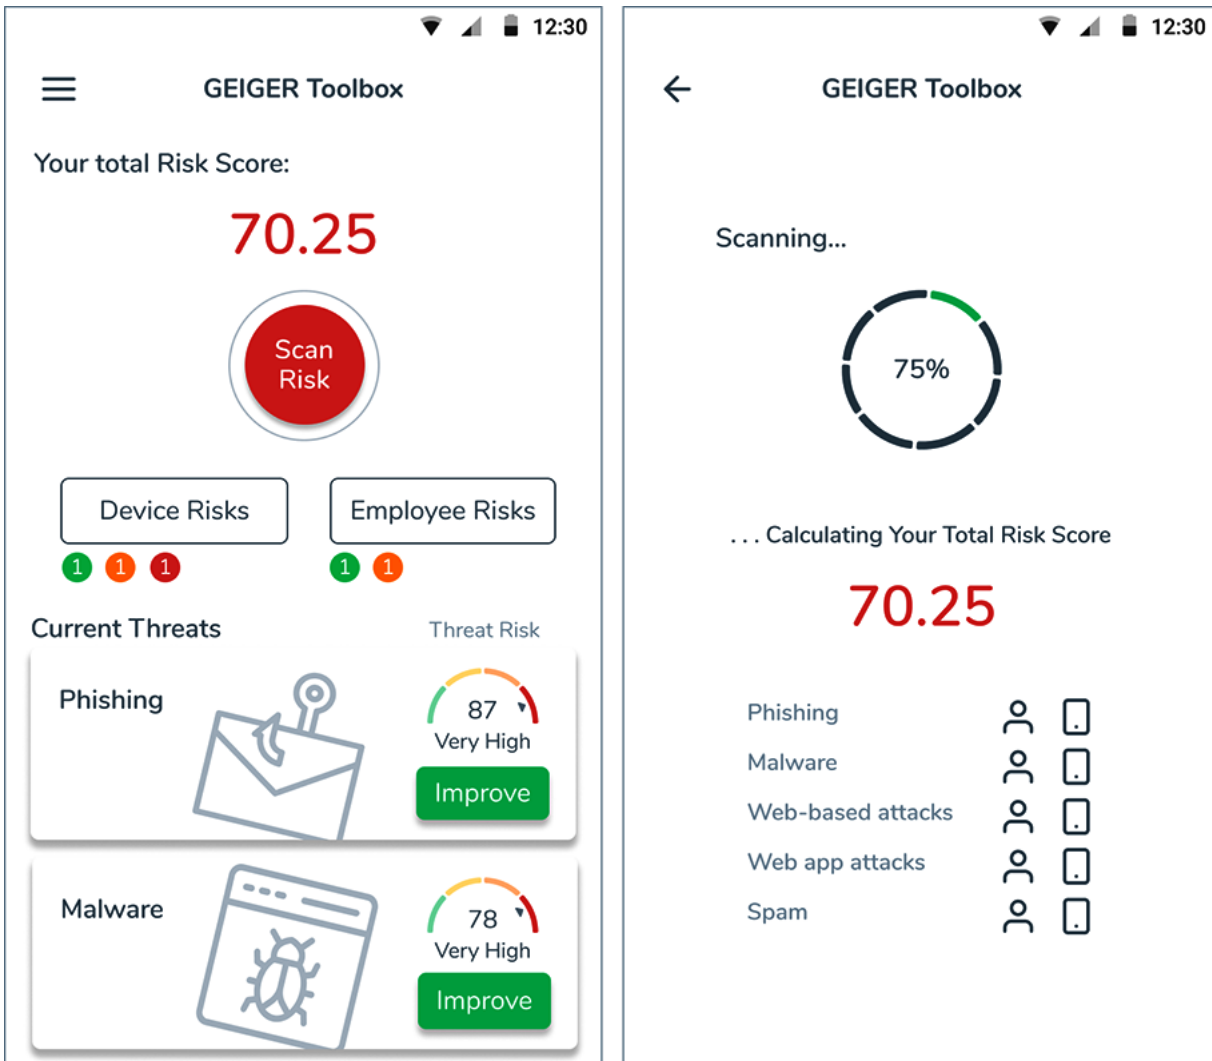 12:30
GEIGER Toolbox
Your total Risk Score:
70.25
Scan
Risk
Device Risks
Employee Risks
1 1 1
1 1
Current Threats
Threat Risk
Phishing
87
Very High
Improve
Malware
78
Very High
Improve
12:30
GEIGER Toolbox
Scanning...
75%
... Calculating Your Total Risk Score
70.25
Phishing
Malware
Web-based attacks
Web app attacks
Spam